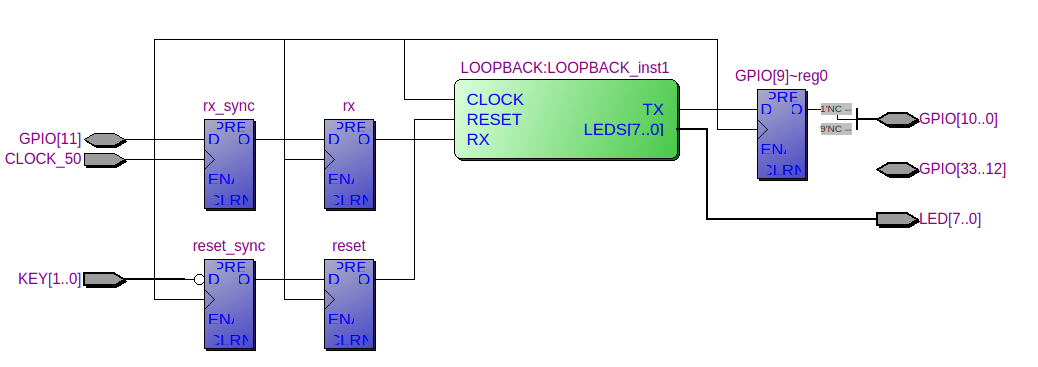 LOOPBACK:LOOPBACK_inst1
GPIO[9]~reg0
rx_sync
rx
PRE
D
Q
ENA
CLRN
PRE
D
Q
ENA
CLRN
CLOCK
RESET
RX
TX
LEDS[7..0]
PRE
D
Q
ENA
CLRN
1'NC --
9'NC --
GPIO[11]
CLOCK_50
GPIO[10..0]
GPIO[33..12]
LED[7..0]
reset_sync
reset
KEY[1..0]
PRE
D
Q
ENA
CLRN
PRE
D
Q
ENA
CLRN